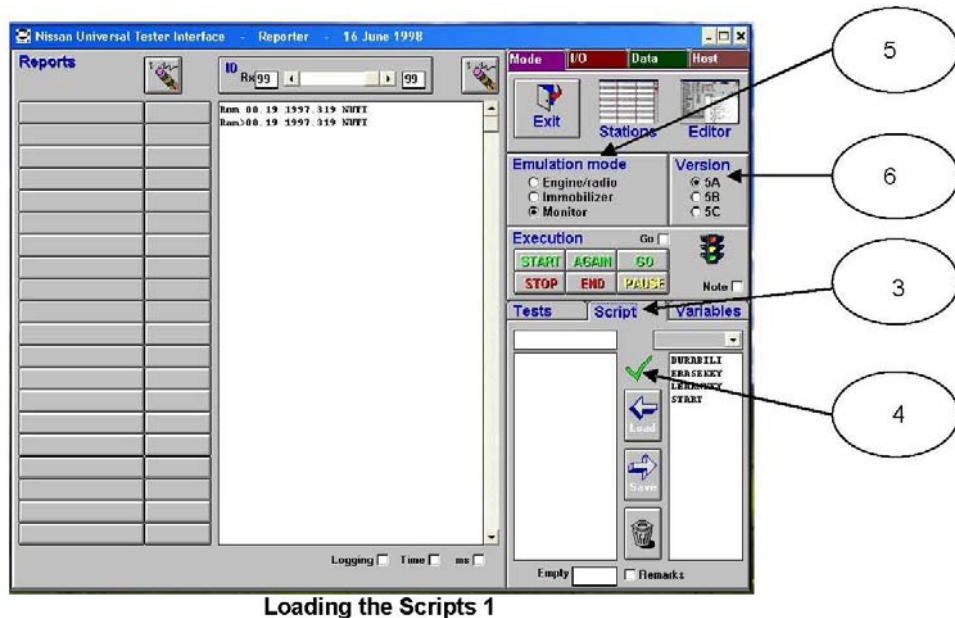 Nissan Universal Tester Interface - Reporter - 16 June 1998
Reports
ID
Rx 99 99
Rom 00.19 1997.319 NUTI
Ram>00.19 1997.319 NUTI
Logging Time ms
Mode I/O Data Host
Exit Stations Editor
Emulation mode
Engine/radio
Immobilizer
Monitor
Version
5A
5B
5C
Execution Go
START AGAIN GO
STOP END PAUSE
Note
Tests Script Variables
DURABILI
ERASEKEY
LEARNKEY
START
Load
Save
Empty Remarks
5
6
3
4
Loading the Scripts 1